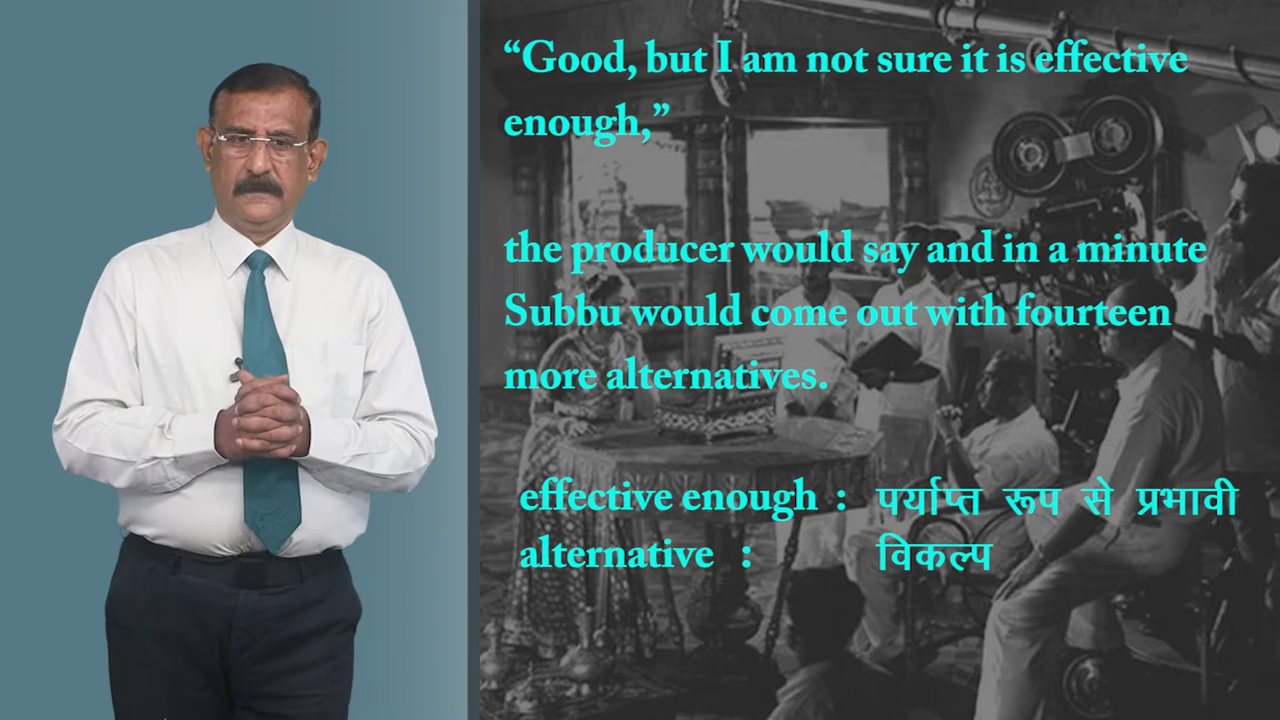 “Good, but I am not sure it is effective
enough,”
the producer would say and in a minute
Subbu would come out with fourteen
more alternatives.
effective enough : पर्याप्त रूप से प्रभावी
alternative : विकल्प